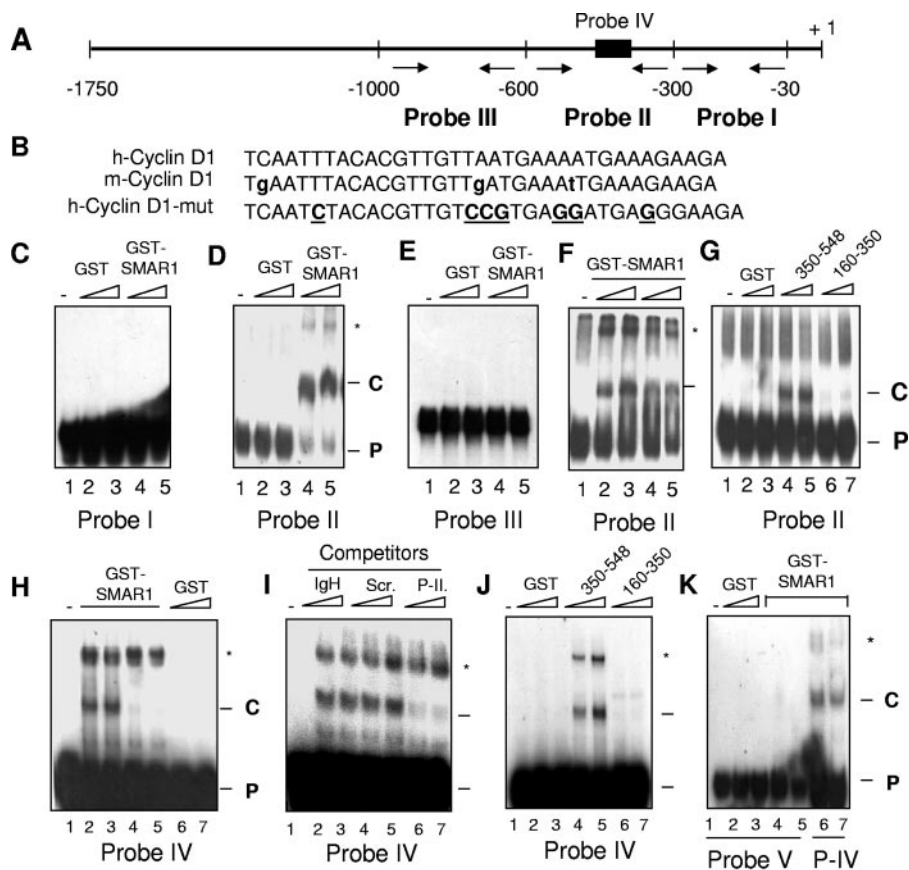 A
Probe IV
+ 1
-1750
-1000
-600
-300
-30
Probe III
Probe II
Probe I
B
h-Cyclin D1 TCAATTTACACGTTGTTAATGAAAATGAAAGAAGA
m-Cyclin D1 TgAATTTACACGTTGTTgATGAAAtTGAAAGAAGA
h-Cyclin D1-mut TCAATCTACACGTTGTCCCGTGAGGATGAGGGAAGA
C
GST
GST-
SMAR1
-
1 2 3 4 5
Probe I
D
GST
GST-
SMAR1
-
*
C
P
1 2 3 4 5
Probe II
E
GST
GST-
SMAR1
-
1 2 3 4 5
Probe III
F
GST-SMAR1
-
*
1 2 3 4 5
Probe II
G
GST
350-548
160-350
-
C
P
1 2 3 4 5 6 7
Probe II
H
GST-
SMAR1
GST
-
*
C
P
1 2 3 4 5 6 7
Probe IV
I
Competitors
IgH
Scr.
P-II.
-
*
1 2 3 4 5 6 7
Probe IV
J
GST
350-548
160-350
-
*
1 2 3 4 5 6 7
Probe IV
K
GST
GST-
SMAR1
-
*
C
P
1 2 3 4 5 6 7
Probe V
P-IV